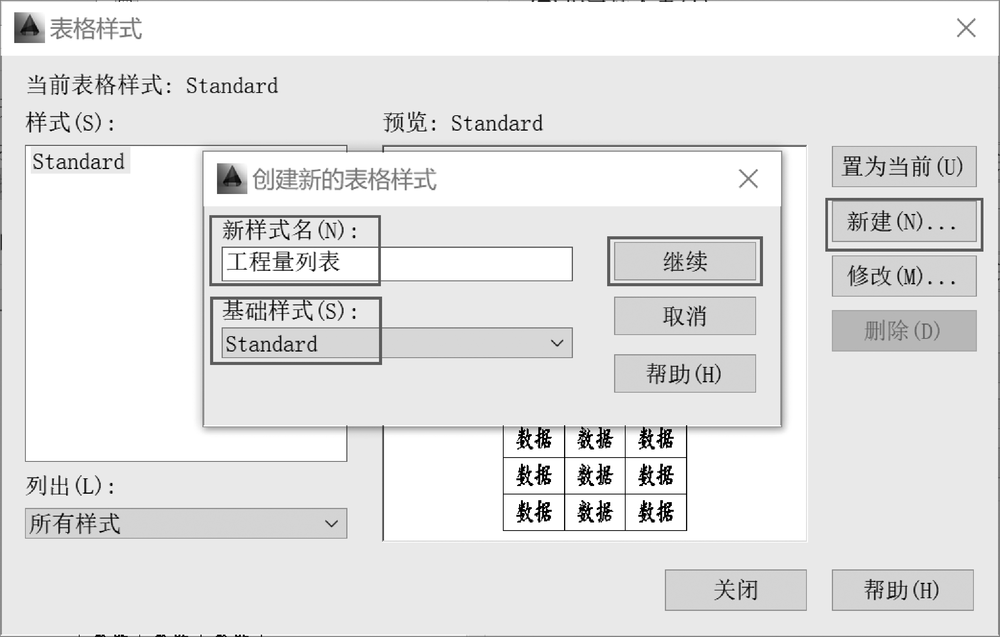 表格样式
当前表格样式: Standard
样式(S):
预览: Standard
Standard
置为当前(U)
新建(N)...
修改(M)...
删除(D)
创建新的表格样式
新样式名(N):
工程量列表
继续
基础样式(S):
Standard
取消
帮助(H)
数据 数据 数据
数据 数据 数据
数据 数据 数据
列出(L):
所有样式
关闭
帮助(H)